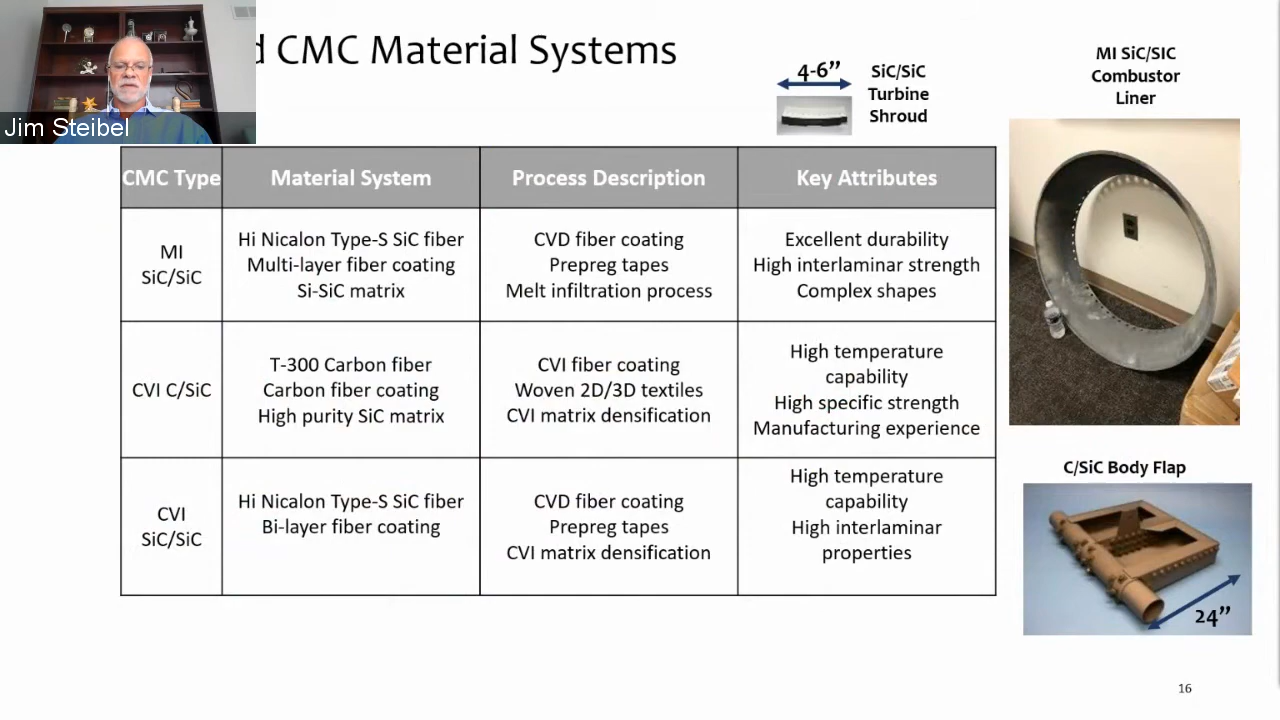 d CMC Material Systems
Jim Steibel
4-6”
SiC/SiC
Turbine
Shroud
MI SiC/SIC
Combustor
Liner
CMC Type
Material System
Process Description
Key Attributes
MI
SiC/SiC
Hi Nicalon Type-S SiC fiber
Multi-layer fiber coating
Si-SiC matrix
CVD fiber coating
Prepreg tapes
Melt infiltration process
Excellent durability
High interlaminar strength
Complex shapes
CVI C/SiC
T-300 Carbon fiber
Carbon fiber coating
High purity SiC matrix
CVI fiber coating
Woven 2D/3D textiles
CVI matrix densification
High temperature
capability
High specific strength
Manufacturing experience
CVI
SiC/SiC
Hi Nicalon Type-S SiC fiber
Bi-layer fiber coating
CVD fiber coating
Prepreg tapes
CVI matrix densification
High temperature
capability
High interlaminar
properties
C/SiC Body Flap
24”
16